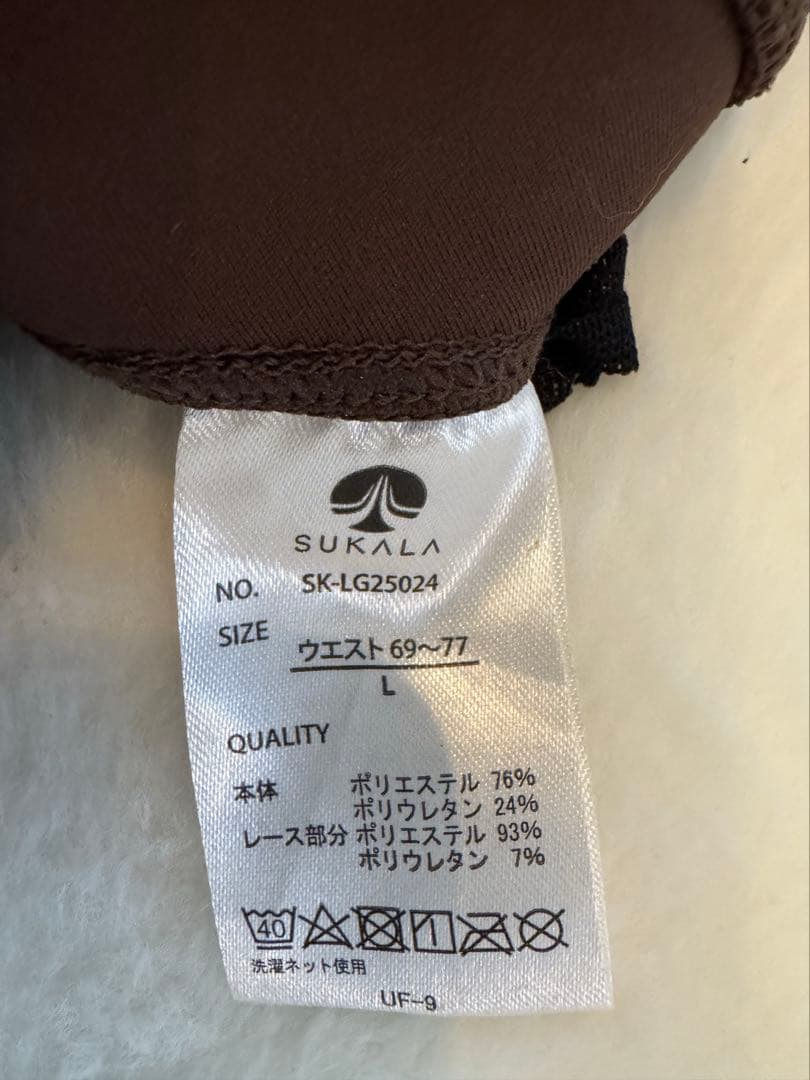 SUKALA
NO. SK-LG25024
SIZE ウエスト 69〜77
L
QUALITY
本体 ポリエステル 76%
ポリウレタン 24%
レース部分 ポリエステル 93%
ポリウレタン 7%
40
洗濯ネット使用
UF-9